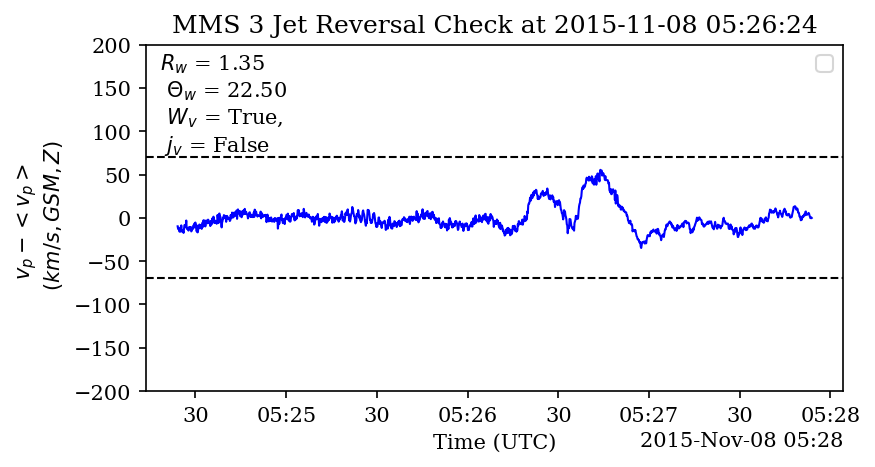 MMS 3 Jet Reversal Check at 2015-11-08 05:26:24
R_w = 1.35
Θ_w = 22.50
W_v = True,
j_v = False
v_p − < v_p >
(km/s, GSM, Z)
200
150
100
50
0
−50
−100
−150
−200
30 05:25 30 05:26 30 05:27 30 05:28
Time (UTC) 2015-Nov-08 05:28